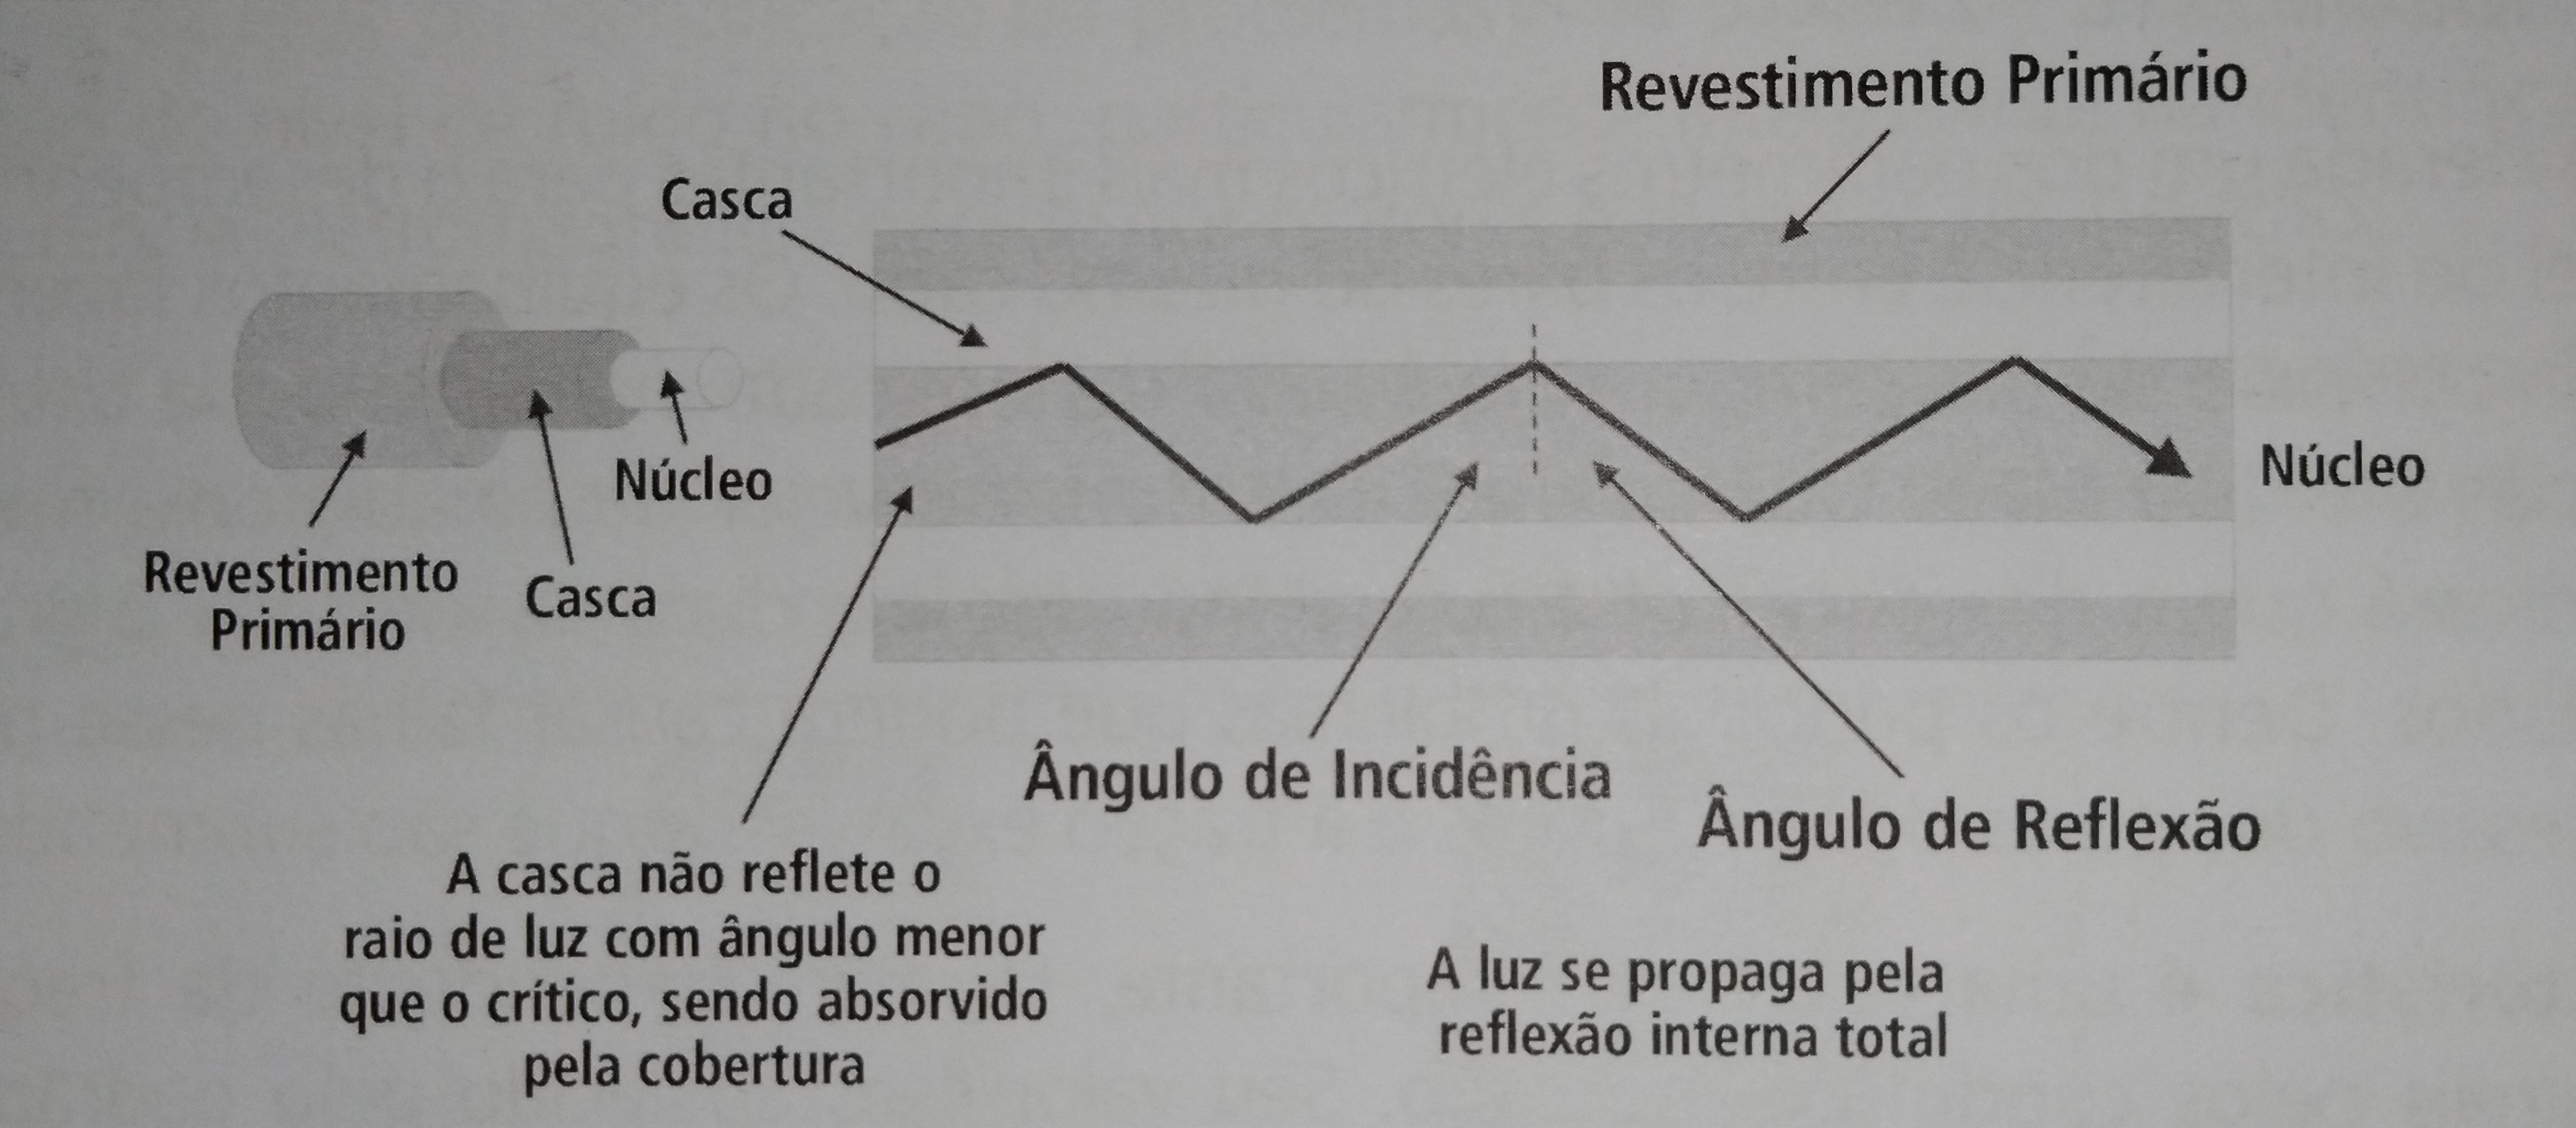 Revestimento Primário
Casca
Núcleo
Núcleo
Revestimento
Primário
Casca
Ângulo de Incidência
Ângulo de Reflexão
A casca não reflete o
raio de luz com ângulo menor
que o crítico, sendo absorvido
pela cobertura
A luz se propaga pela
reflexão interna total